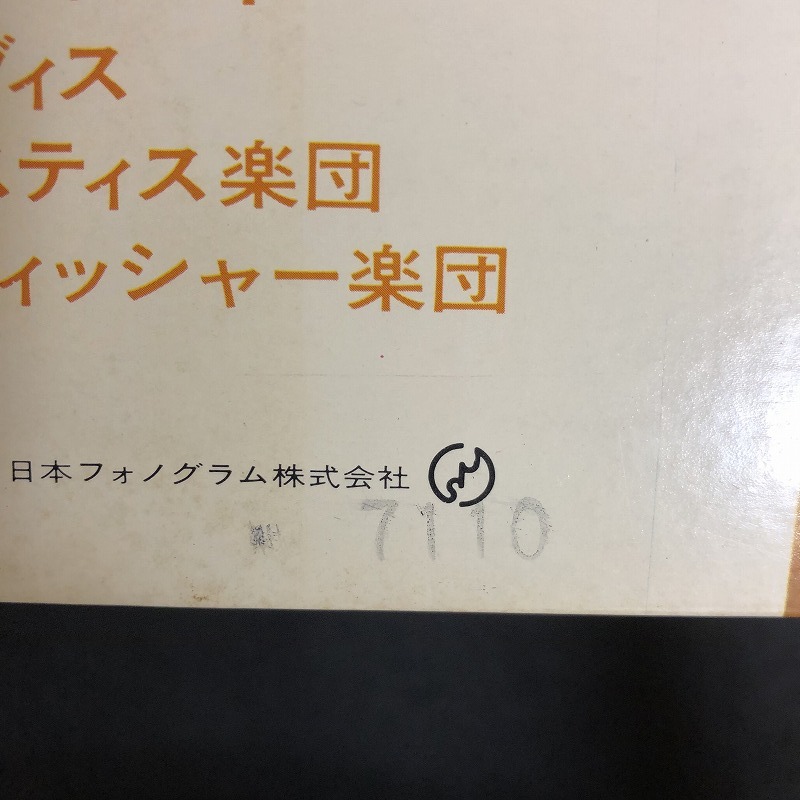 ディス
スティス楽団
ィッシャー楽団
日本フォノグラム株式会社
7110